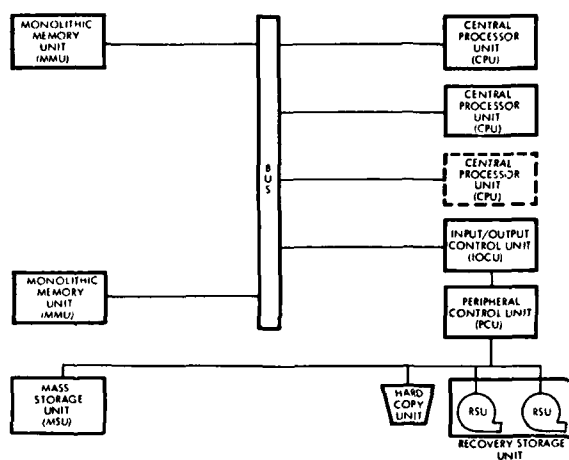 MONOLITHIC
MEMORY
UNIT
(MMU)
CENTRAL
PROCESSOR
UNIT
(CPU)
CENTRAL
PROCESSOR
UNIT
(CPU)
CENTRAL
PROCESSOR
UNIT
(CPU)
BUS
INPUT/OUTPUT
CONTROL UNIT
(IOCU)
MONOLITHIC
MEMORY
UNIT
(MMU)
PERIPHERAL
CONTROL UNIT
(PCU)
MASS
STORAGE
UNIT
(MSU)
HARD
COPY
UNIT
RSU
RSU
RECOVERY STORAGE
UNIT